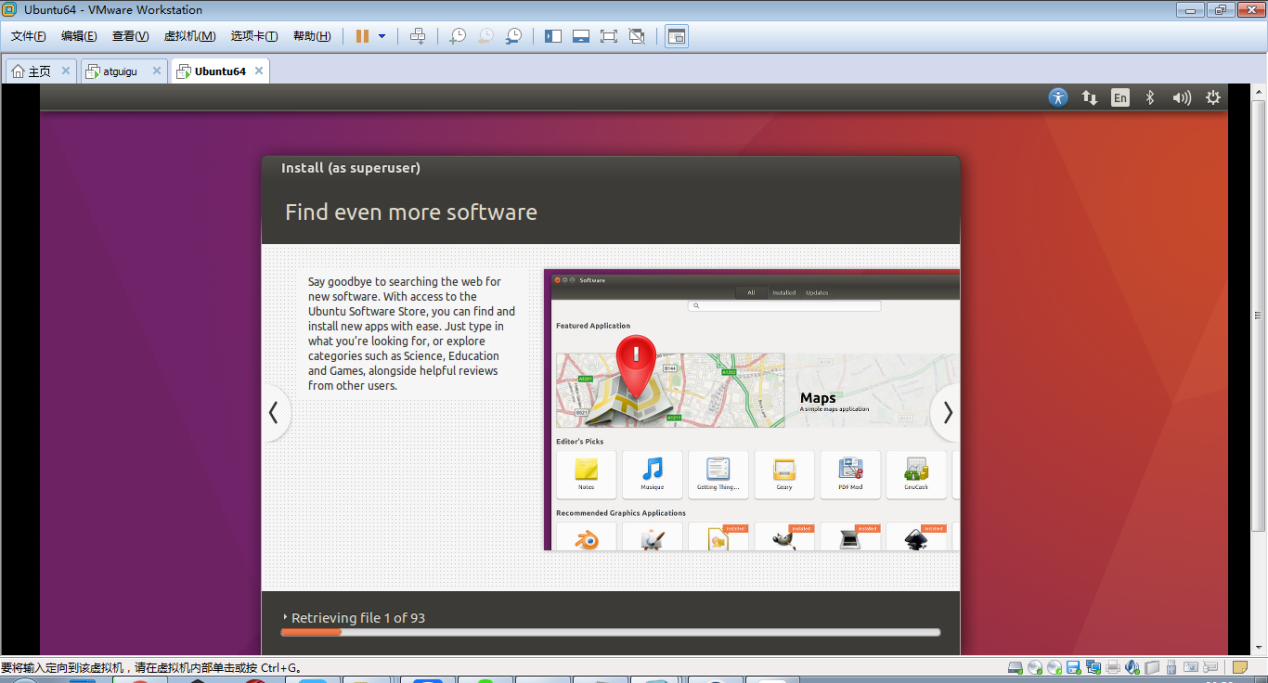 Ubuntu64 - VMware Workstation
文件(F) 编辑(E) 查看(V) 虚拟机(M) 选项卡(T) 帮助(H)
主页 atguigu Ubuntu64
En
Install (as superuser)
Find even more software
Say goodbye to searching the web for
new software. With access to the
Ubuntu Software Store, you can find and
install new apps with ease. Just type in
what you're looking for, or explore
categories such as Science, Education
and Games, alongside helpful reviews
from other users.
Software
All Installed Updates
Featured Application
Maps
A simple maps application
Editor's Picks
Notes Musique Getting Thing... Geary PDF Mod GnuCash
Recommended Graphics Applications
Installed Installed Installed Installed
Retrieving file 1 of 93
要将输入定向到该虚拟机，请在虚拟机内部单击或按 Ctrl+G。